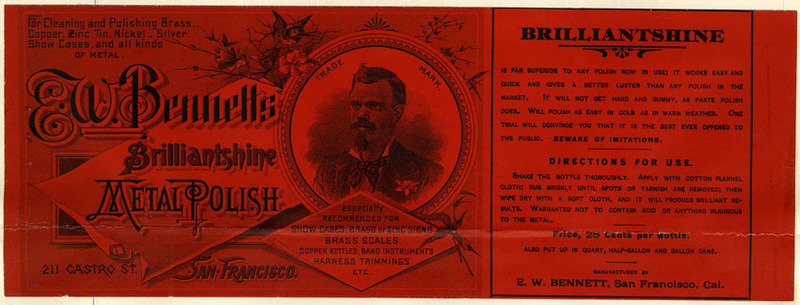 For Cleaning and Polishing Brass,
Copper, Zinc, Tin, Nickel, Silver,
Show Cases, and all kinds
OF METAL.
E.W. Bennett's
Brilliantshine
METAL POLISH
211 CASTRO ST.
SAN-FRANCISCO.
TRADE MARK.
especially
RECOMMENDED FOR
SHOW CASES, BRASS or ZINC SIGNS
BRASS SCALES,
COPPER KETTLES, BAND INSTRUMENTS
HARNESS TRIMMINGS
ETC.
BRILLIANTSHINE
IS FAR SUPERIOR TO ANY POLISH NOW IN USE; IT WORKS EASY AND
QUICK AND GIVES A BETTER LUSTER THAN ANY POLISH IN THE
MARKET. IT WILL NOT GET HARD AND GUMMY, AS PASTE POLISH
DOES. WILL POLISH AS EASY IN COLD AS IN WARM WEATHER. ONE
TRIAL WILL CONVINCE YOU THAT IT IS THE BEST EVER OFFERED TO
THE PUBLIC. BEWARE OF IMITATIONS.
DIRECTIONS FOR USE.
SHAKE THE BOTTLE THOROUGHLY. APPLY WITH COTTON FLANNEL
CLOTH; RUB BRISKLY UNTIL SPOTS OR TARNISH ARE REMOVED; THEN
WIPE DRY WITH A SOFT CLOTH, AND IT WILL PRODUCE BRILLIANT RE-
SULTS. WARRANTED NOT TO CONTAIN ACID OR ANYTHING INJURIOUS
TO THE METAL.
Price, 25 Cents per Bottle.
ALSO PUT UP IN QUART, HALF-GALLON AND GALLON CANS.
MANUFACTURED BY
E. W. BENNETT, San Francisco, Cal.